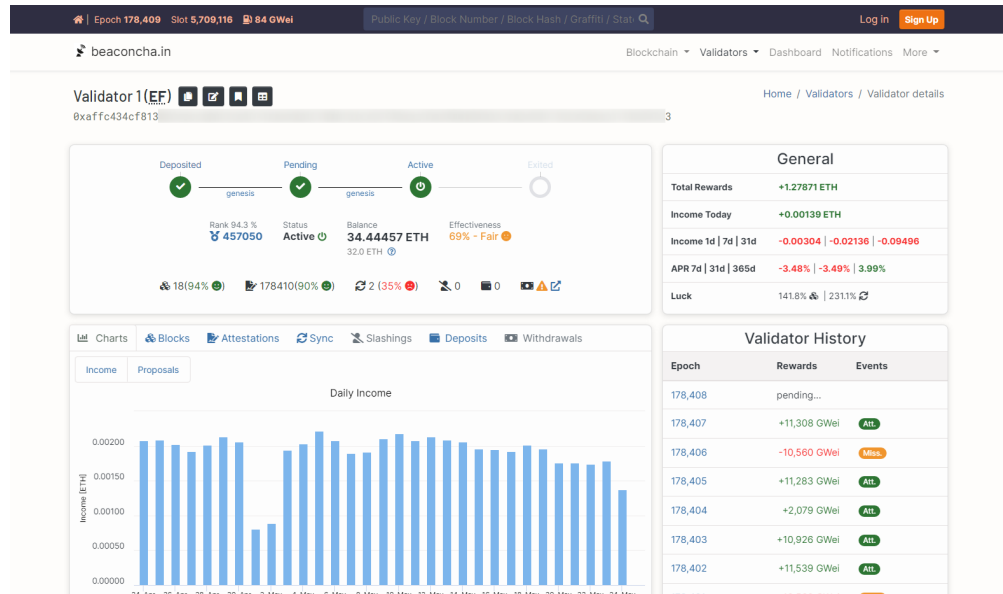 Epoch 178,409 Slot 5,709,116 84 GWei
Public Key / Block Number / Block Hash / Graffiti / State
Log in
Sign Up
beaconcha.in
Blockchain Validators Dashboard Notifications More
Validator 1 (EF)
Home / Validators / Validator details
0xaffc434cf813
3
Deposited Pending Active Exited
genesis genesis
Rank 94.3 % Status Balance Effectiveness
457050 Active 34.44457 ETH 69% - Fair
32.0 ETH
18(94% ) 178410(90% ) 2 (35% ) 0 0
General
Total Rewards +1.27871 ETH
Income Today +0.00139 ETH
Income 1d | 7d | 31d -0.00304 | -0.02136 | -0.09496
APR 7d | 31d | 365d -3.48% | -3.49% | 3.99%
Luck 141.8% | 231.1%
Charts Blocks Attestations Sync Slashings Deposits Withdrawals
Income Proposals
Daily Income
Income [ETH]
0.00200
0.00150
0.00100
0.00050
0.00000
Validator History
Epoch Rewards Events
178,408 pending...
178,407 +11,308 GWei Att.
178,406 -10,560 GWei Miss.
178,405 +11,283 GWei Att.
178,404 +2,079 GWei Att.
178,403 +10,926 GWei Att.
178,402 +11,539 GWei Att.